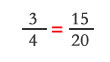 3/4 = 15/20